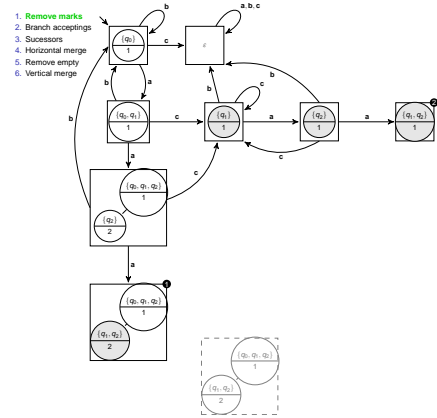 1. Remove marks
2. Branch acceptings
3. Sucessors
4. Horizontal merge
5. Remove empty
6. Vertical merge
b
a, b, c
{q₀}
1
c
b
a
b
b
c
b
{q₀, q₁}
1
c
{q₁}
1
a
{q₂}
1
a
{q₁, q₂}
1
2
a
c
c
{q₀, q₁, q₂}
1
{q₂}
2
a
1
{q₀, q₁, q₂}
1
{q₁, q₂}
2
{q₀, q₁, q₂}
1
{q₁, q₂}
2